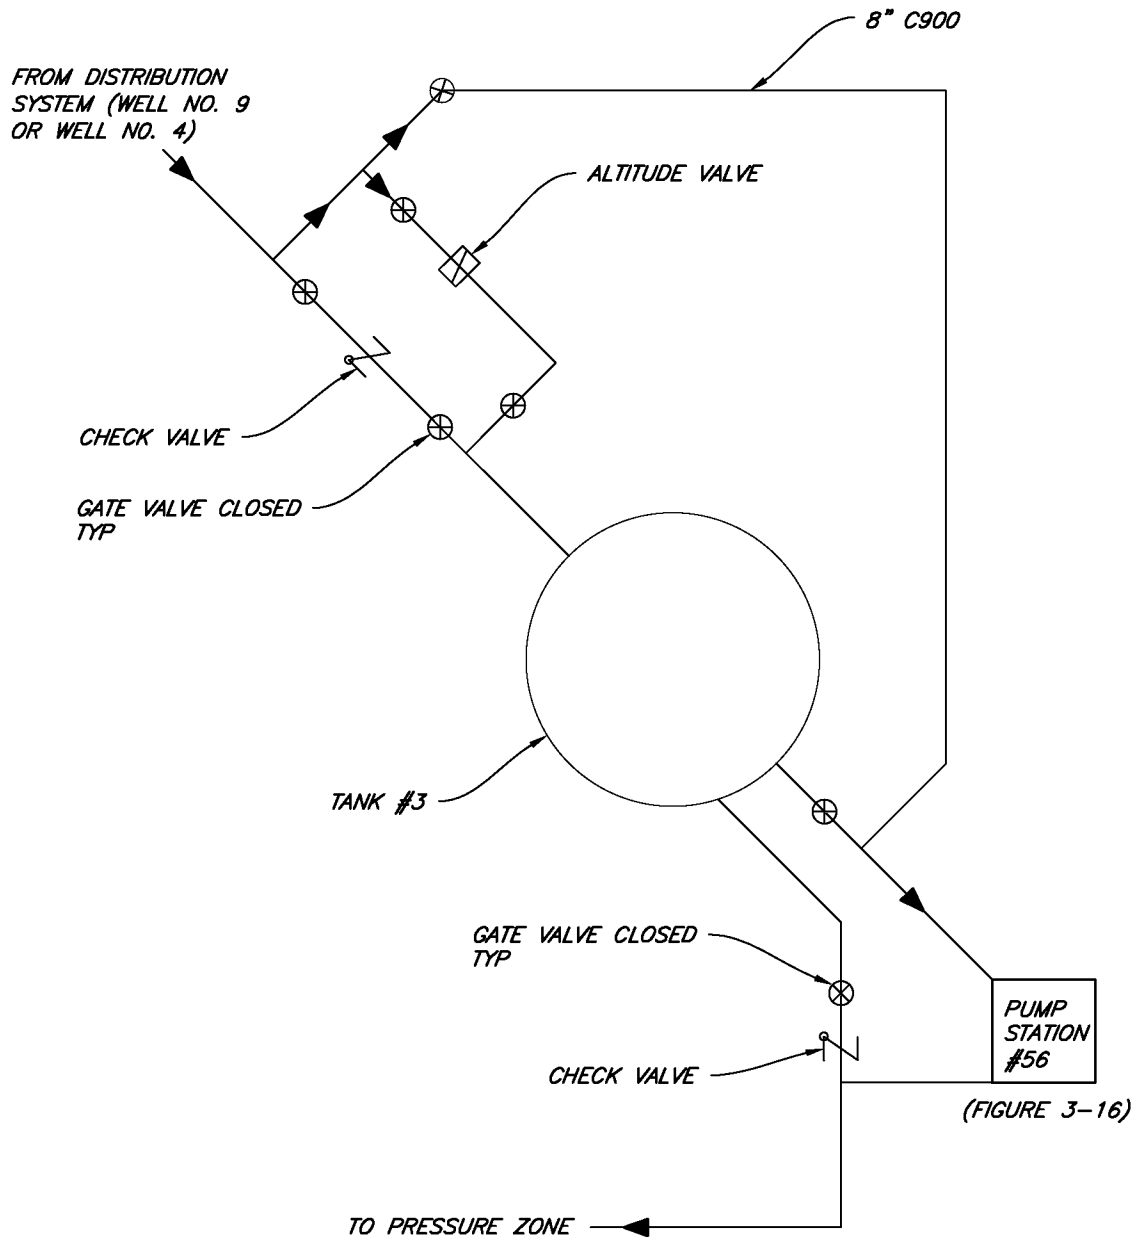 8" C900
FROM DISTRIBUTION
SYSTEM (WELL NO. 9
OR WELL NO. 4)
ALTITUDE VALVE
CHECK VALVE
GATE VALVE CLOSED
TYP
TANK #3
GATE VALVE CLOSED
TYP
PUMP
STATION
#56
CHECK VALVE
(FIGURE 3-16)
TO PRESSURE ZONE